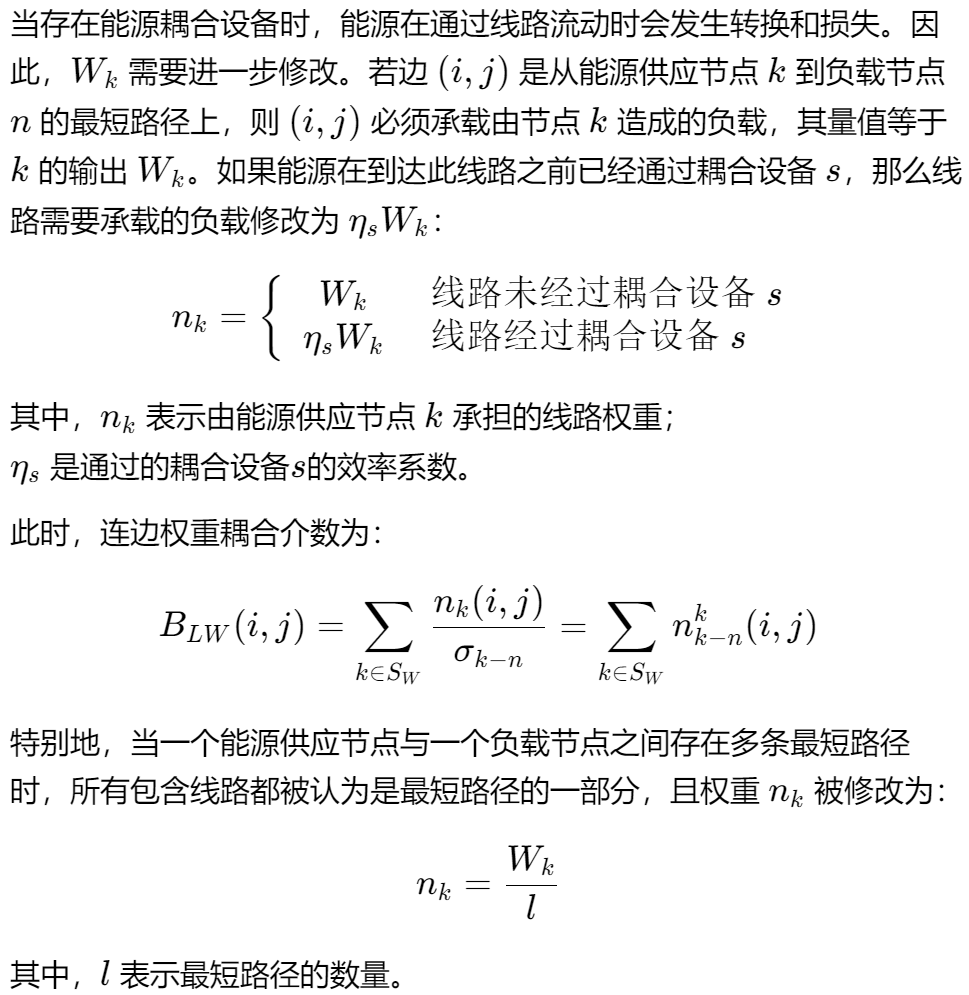 当存在能源耦合设备时，能源在通过线路流动时会发生转换和损失。因
此，$W_k$ 需要进一步修改。若边 $(i, j)$ 是从能源供应节点 $k$ 到负载节点
$n$ 的最短路径上，则 $(i, j)$ 必须承载由节点 $k$ 造成的负载，其量值等于
$k$ 的输出 $W_k$。如果能源在到达此线路之前已经通过耦合设备 $s$，那么线
路需要承载的负载修改为 $\eta_s W_k$：
$$n_k = \begin{cases} W_k & \text{线路未经过耦合设备 } s \\ \eta_s W_k & \text{线路经过耦合设备 } s \end{cases}$$
其中，$n_k$ 表示由能源供应节点 $k$ 承担的线路权重；
$\eta_s$ 是通过的耦合设备$s$的效率系数。
此时，连边权重耦合介数为：
$$B_{LW}(i, j) = \sum_{k \in S_W} \frac{n_k(i, j)}{\sigma_{k-n}} = \sum_{k \in S_W} n_{k-n}^k(i, j)$$
特别地，当一个能源供应节点与一个负载节点之间存在多条最短路径
时，所有包含线路都被认为是最短路径的一部分，且权重 $n_k$ 被修改为：
$$n_k = \frac{W_k}{l}$$
其中，$l$ 表示最短路径的数量。